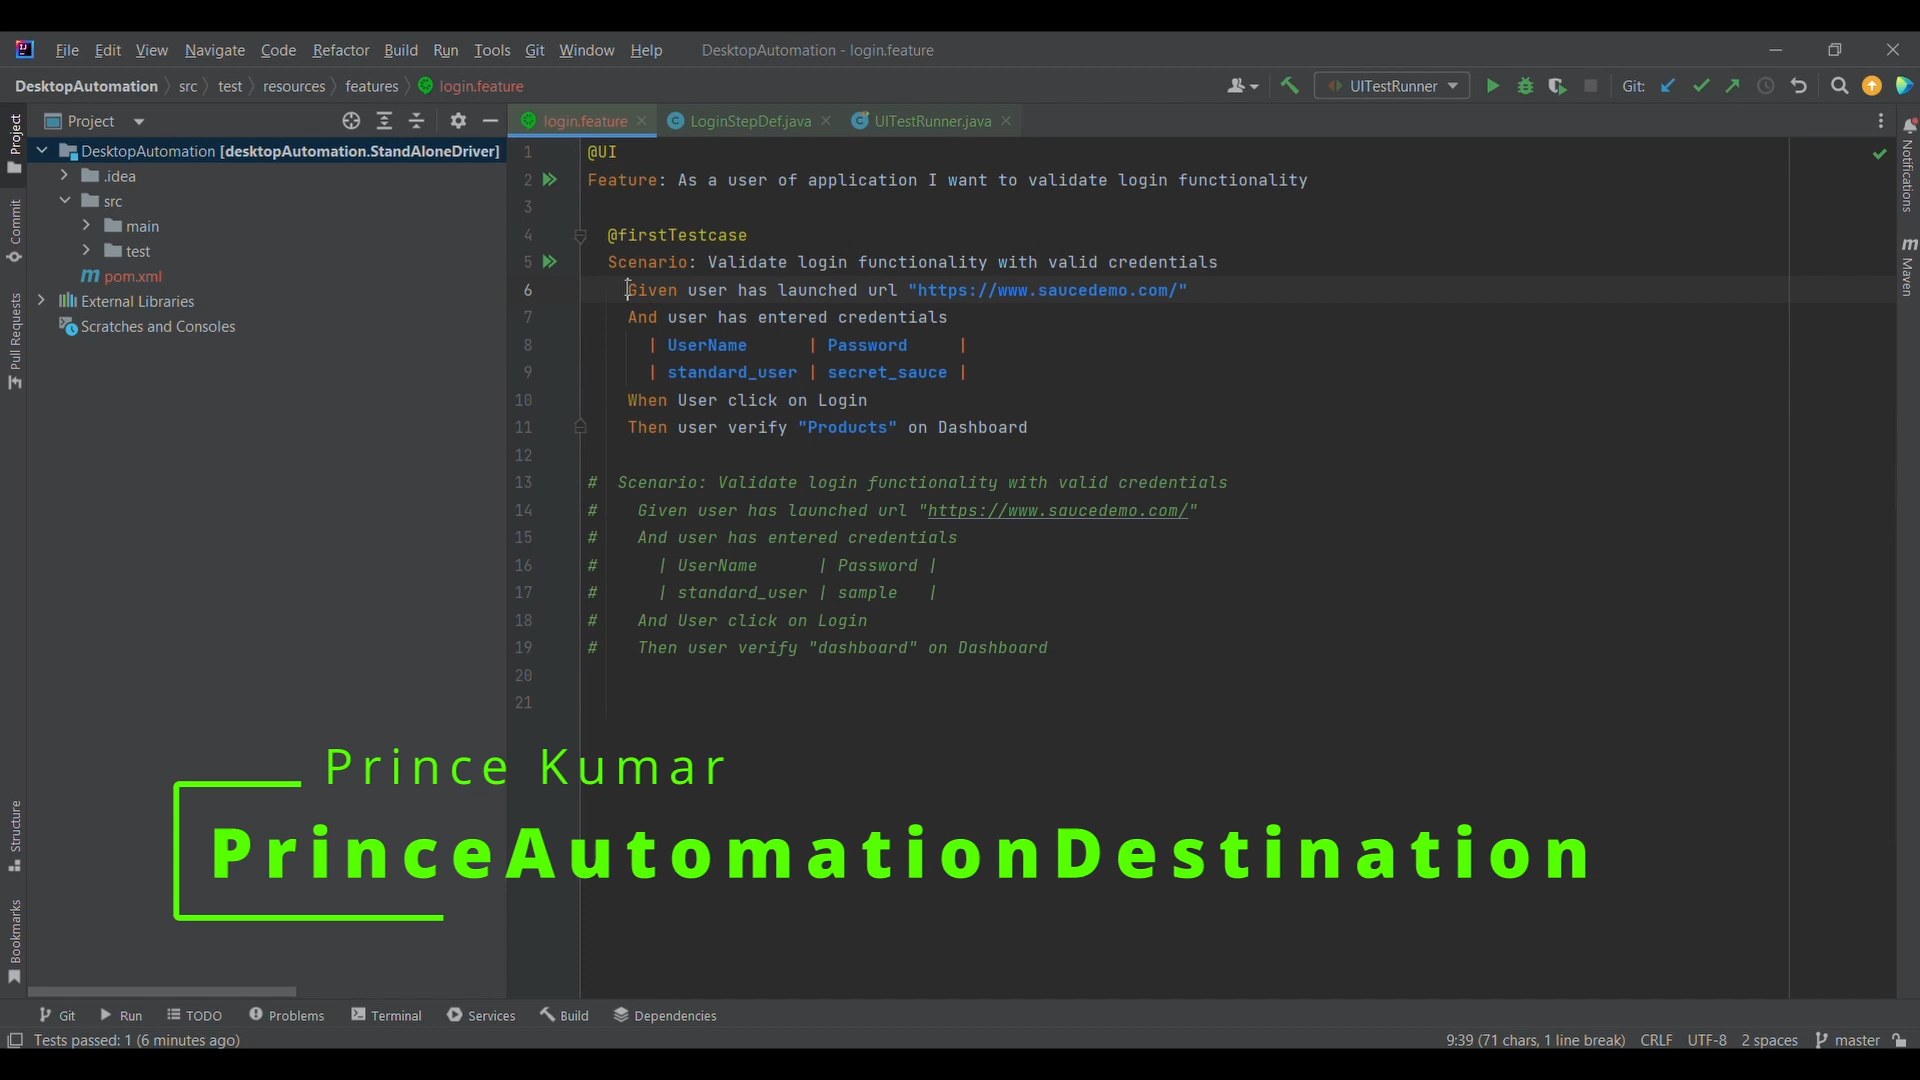 File Edit View Navigate Code Refactor Build Run Tools Git Window Help DesktopAutomation - login.feature
DesktopAutomation src test resources features login.feature UITestRunner Git:
Project
login.feature LoginStepDef.java UITestRunner.java
Project
Commit
Pull Requests
Structure
Bookmarks
DesktopAutomation [desktopAutomation.StandAloneDriver]
.idea
src
main
test
m pom.xml
External Libraries
Scratches and Consoles
1 @UI
2 Feature: As a user of application I want to validate login functionality
3
4 @firstTestcase
5 Scenario: Validate login functionality with valid credentials
6 Given user has launched url "https://www.saucedemo.com/"
7 And user has entered credentials
8 | UserName | Password |
9 | standard_user | secret_sauce |
10 When User click on Login
11 Then user verify "Products" on Dashboard
12
13 # Scenario: Validate login functionality with valid credentials
14 # Given user has launched url "https://www.saucedemo.com/"
15 # And user has entered credentials
16 # | UserName | Password |
17 # | standard_user | sample |
18 # And User click on Login
19 # Then user verify "dashboard" on Dashboard
20
21
Notifications
m Maven
Prince Kumar
PrinceAutomationDestination
Git Run TODO Problems Terminal Services Build Dependencies
Tests passed: 1 (6 minutes ago) 9:39 (71 chars, 1 line break) CRLF UTF-8 2 spaces master